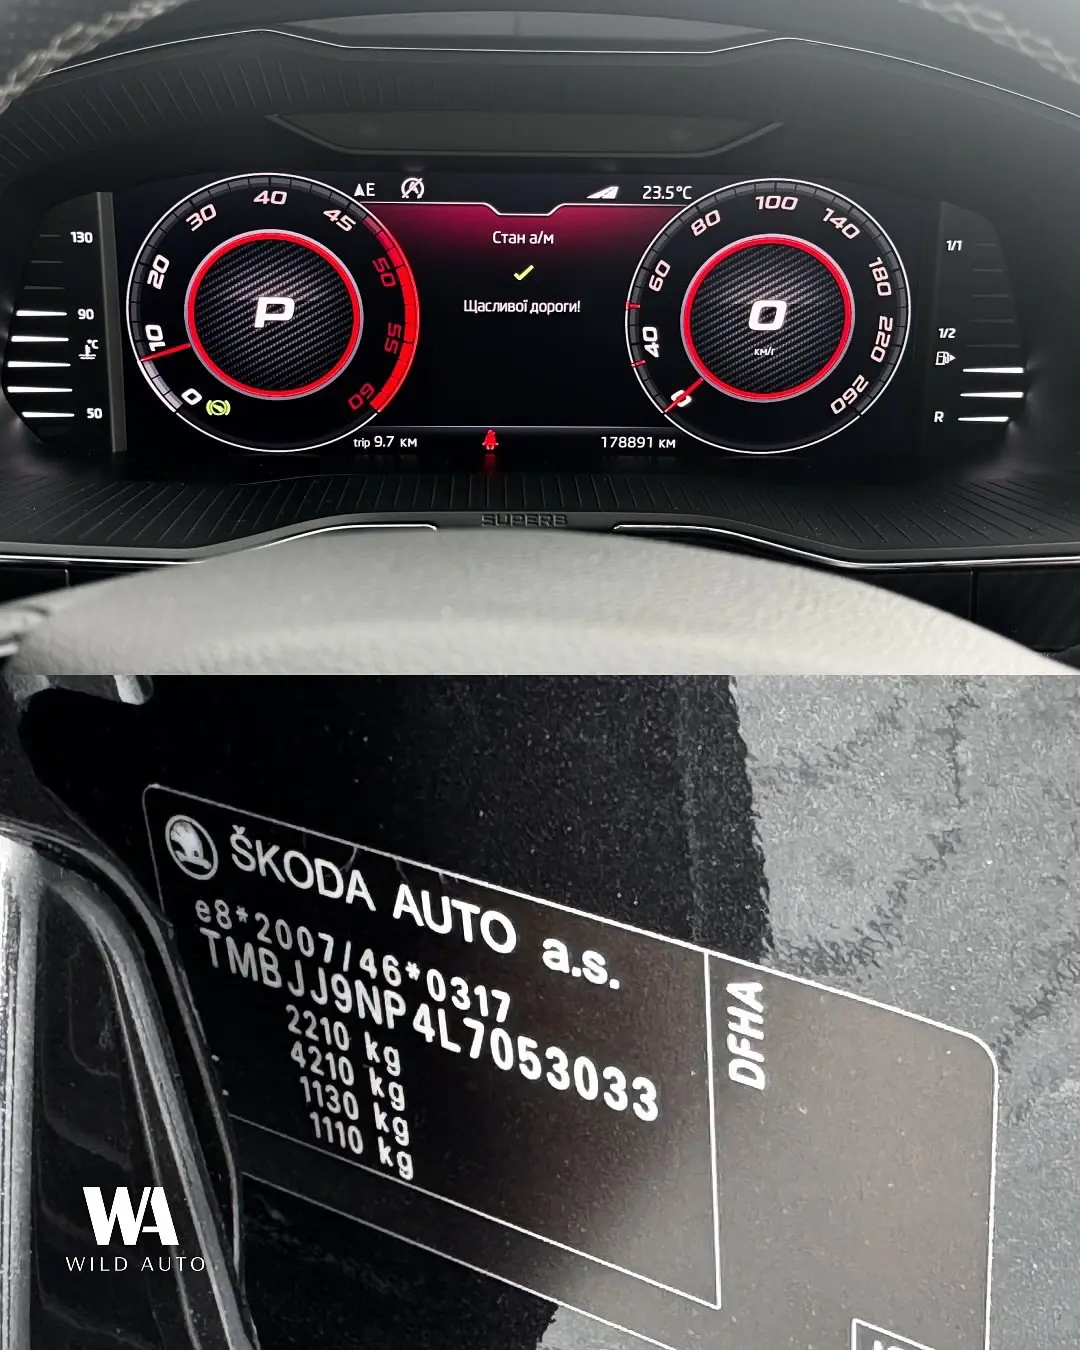 AE
23.5°C
0
10
20
30
40
45
50
55
60
P
Стан а/м
Щасливої дороги!
0
40
60
80
100
140
180
220
260
0
км/г
130
90
°C
50
1/1
1/2
R
trip 9.7 км
178891 км
SUPERB
ŠKODA AUTO a.s.
e8*2007/46*0317
TMBJJ9NP4L7053033
2210 kg
4210 kg
1130 kg
1110 kg
DFHA
WA
WILD AUTO